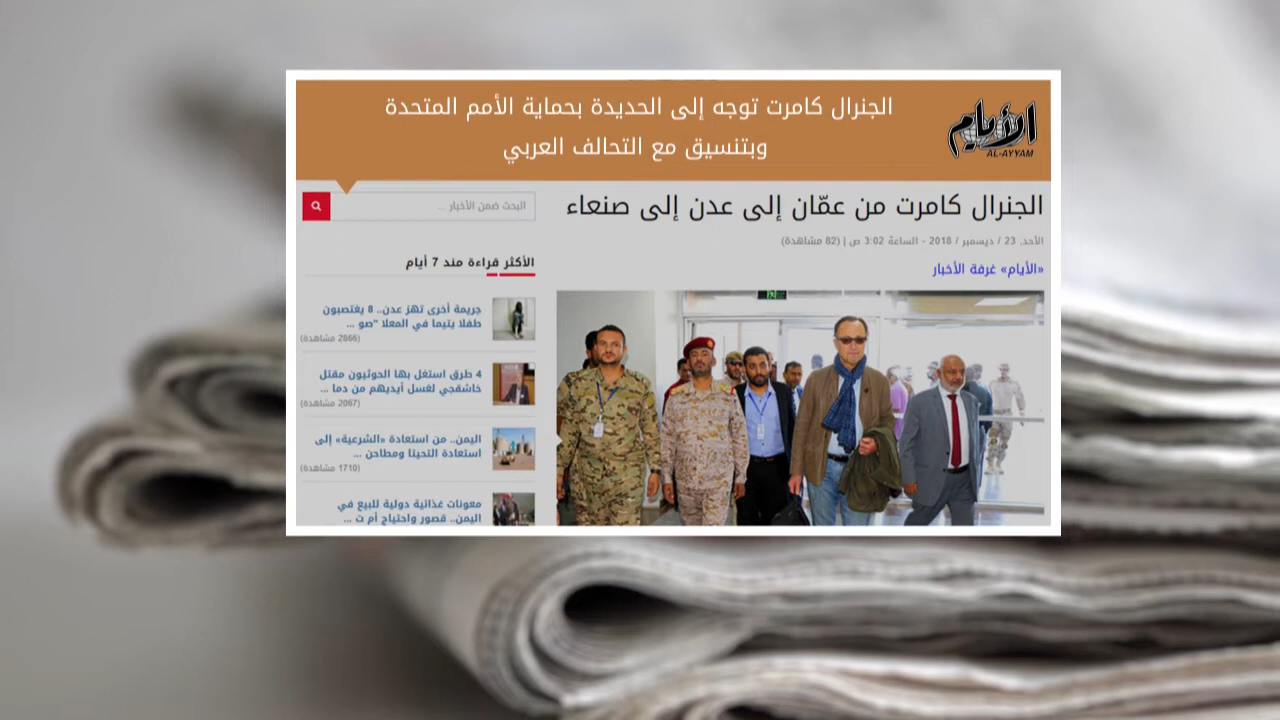 الجنرال كامرت توجه إلى الحديدة بحماية الأمم المتحدة
وبتنسيق مع التحالف العربي
الأيام
AL-AYYAM
الجنرال كامرت من عمّان إلى عدن إلى صنعاء
الأحد, 23 / ديسمبر / 2018 - الساعة 3:02 ص | (82 مشاهدة)
«الأيام» غرفة الأخبار
البحث ضمن الأخبار ...
الأكثر قراءة منذ 7 أيام
جريمة أخرى تهز عدن.. 8 يغتصبون
طفلا يتيما في المعلا "صو ...
(2866 مشاهدة)
4 طرق استغل بها الحوثيون مقتل
خاشقجي لغسل أيديهم من دما ...
(2067 مشاهدة)
اليمن.. من استعادة «الشرعية» إلى
استعادة التحيتا ومطاحن ...
(1710 مشاهدة)
معونات غذائية دولية للبيع في
اليمن.. قصور واحتياج أم ت ...